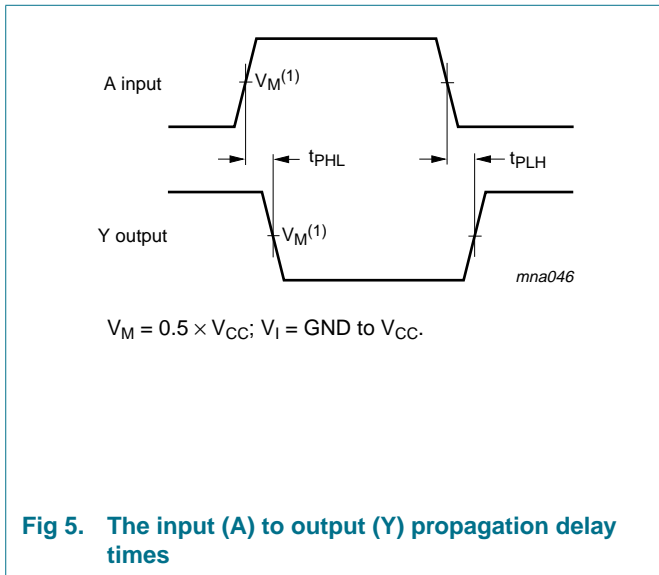 A input
V_M(1)
t_PHL
t_PLH
Y output
V_M(1)
mna046
V_M = 0.5 × V_CC; V_I = GND to V_CC.
Fig 5. The input (A) to output (Y) propagation delay
times